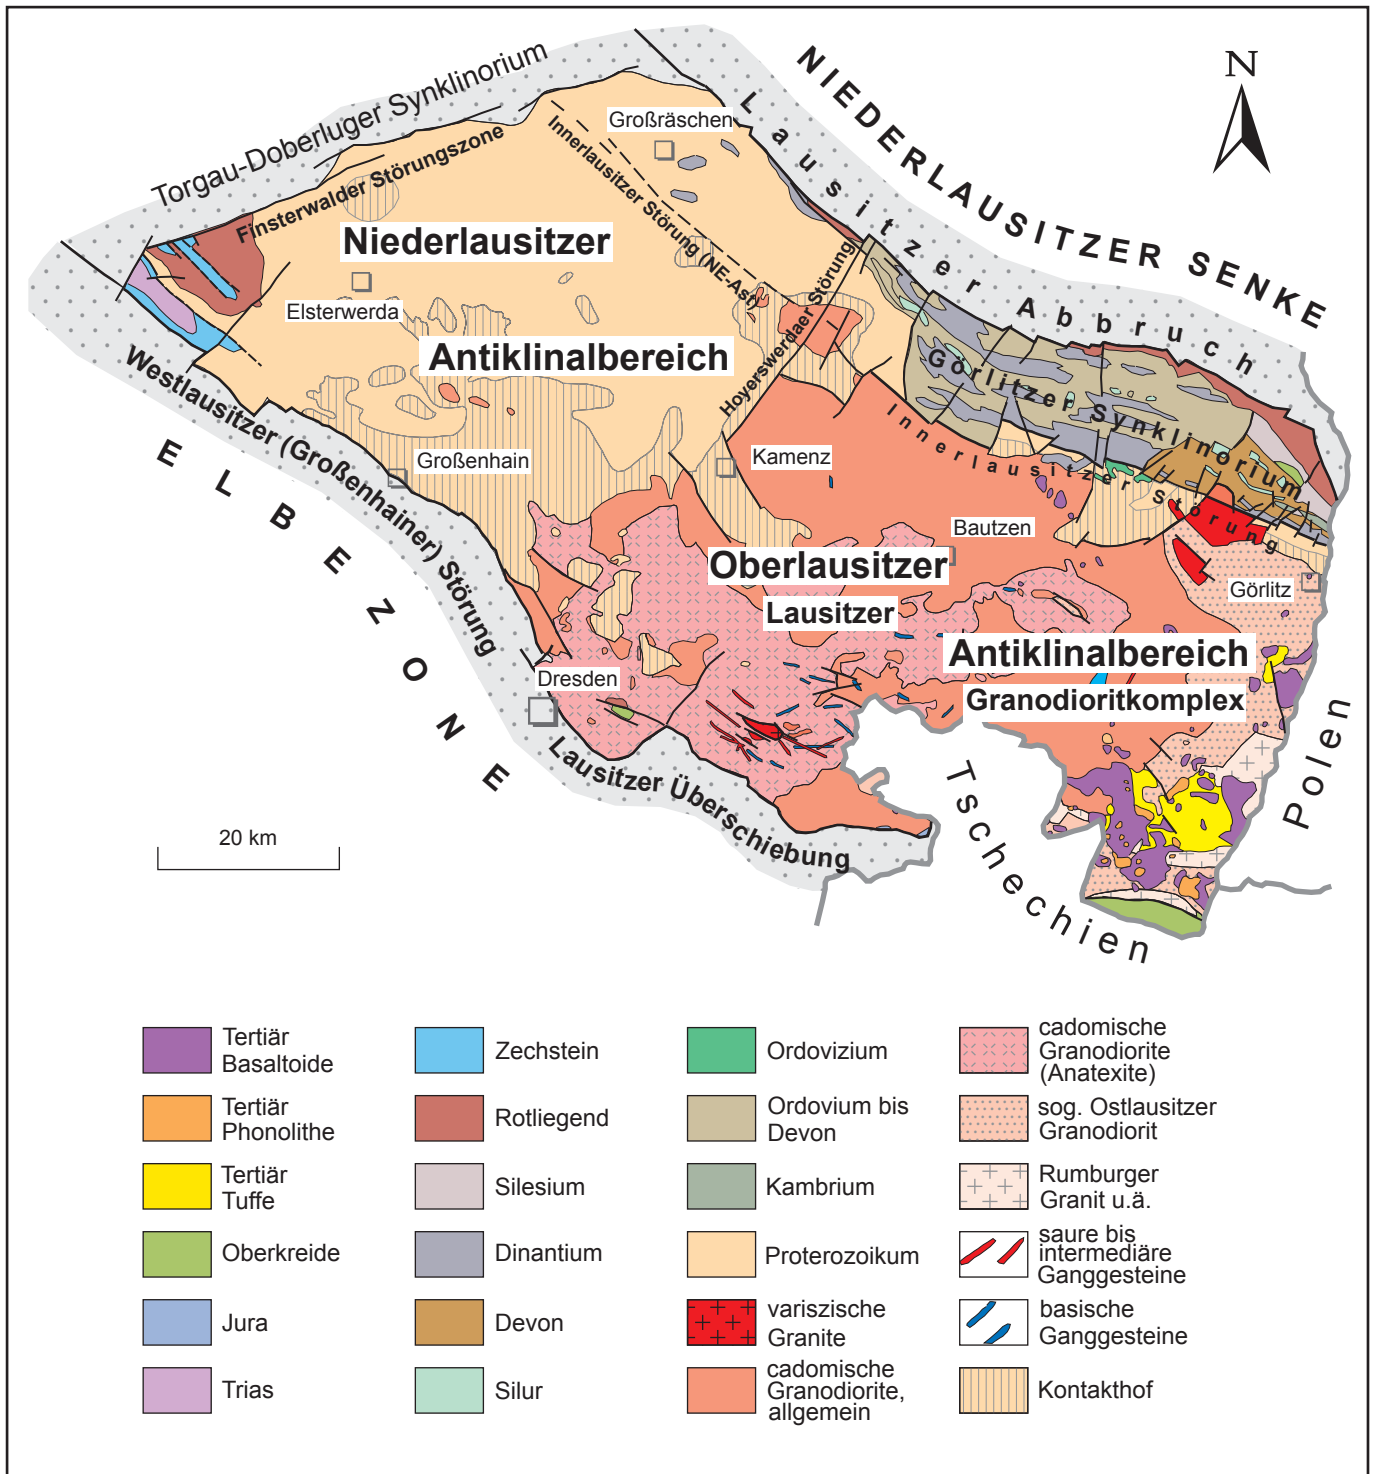 N
NIEDERLAUSITZER SENKE
Lausitzer Abbruch
Torgau-Doberluger Synklinorium
Finsterwalder Störungszone
Großräschen
Innerlausitzer Störung (NE-Ast)
Niederlausitzer
Elsterwerda
Antiklinalbereich
Hoyerswerdaer Störung
Görlitzer Synklinorium
Innerlausitzer Störung
Westlausitzer (Großenhainer) Störung
ELBEZONE
Großenhain
Kamenz
Bautzen
Oberlausitzer
Lausitzer
Görlitz
Antiklinalbereich
Granodioritkomplex
Dresden
Lausitzer Überschiebung
Tschechien
Polen
20 km
Tertiär
Basaltoide
Tertiär
Phonolithe
Tertiär
Tuffe
Oberkreide
Jura
Trias
Zechstein
Rotliegend
Silesium
Dinantium
Devon
Silur
Ordovizium
Ordovium bis
Devon
Kambrium
Proterozoikum
variszische
Granite
cadomische
Granodiorite,
allgemein
cadomische
Granodiorite
(Anatexite)
sog. Ostlausitzer
Granodiorit
Rumburger
Granit u.ä.
saure bis
intermediäre
Ganggesteine
basische
Ganggesteine
Kontakthof